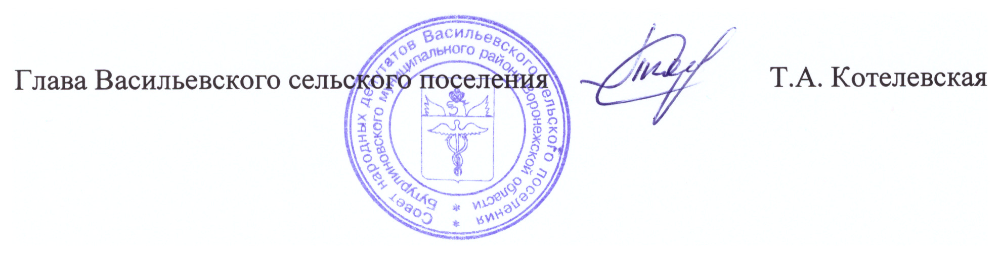 Глава Васильевского сельского поселения Т.А. Котелевская
Совет народных депутатов Васильевского сельского поселения
Бутурлиновского муниципального района Воронежской области